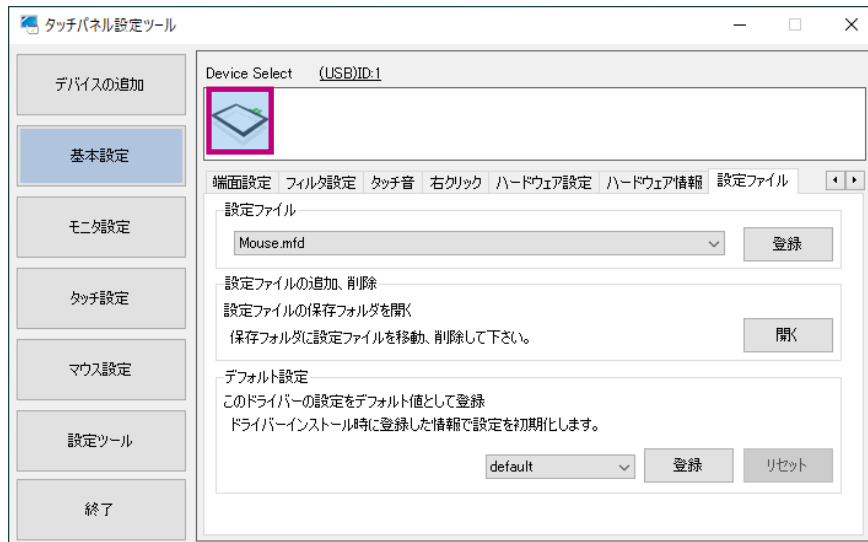 タッチパネル設定ツール
デバイスの追加
基本設定
モニタ設定
タッチ設定
マウス設定
設定ツール
終了
Device Select (USB)ID:1
端面設定 フィルタ設定 タッチ音 右クリック ハードウェア設定 ハードウェア情報 設定ファイル
設定ファイル
Mouse.mfd 登録
設定ファイルの追加、削除
設定ファイルの保存フォルダを開く
保存フォルダに設定ファイルを移動、削除して下さい。
開く
デフォルト設定
このドライバーの設定をデフォルト値として登録
ドライバーインストール時に登録した情報で設定を初期化します。
default 登録 リセット